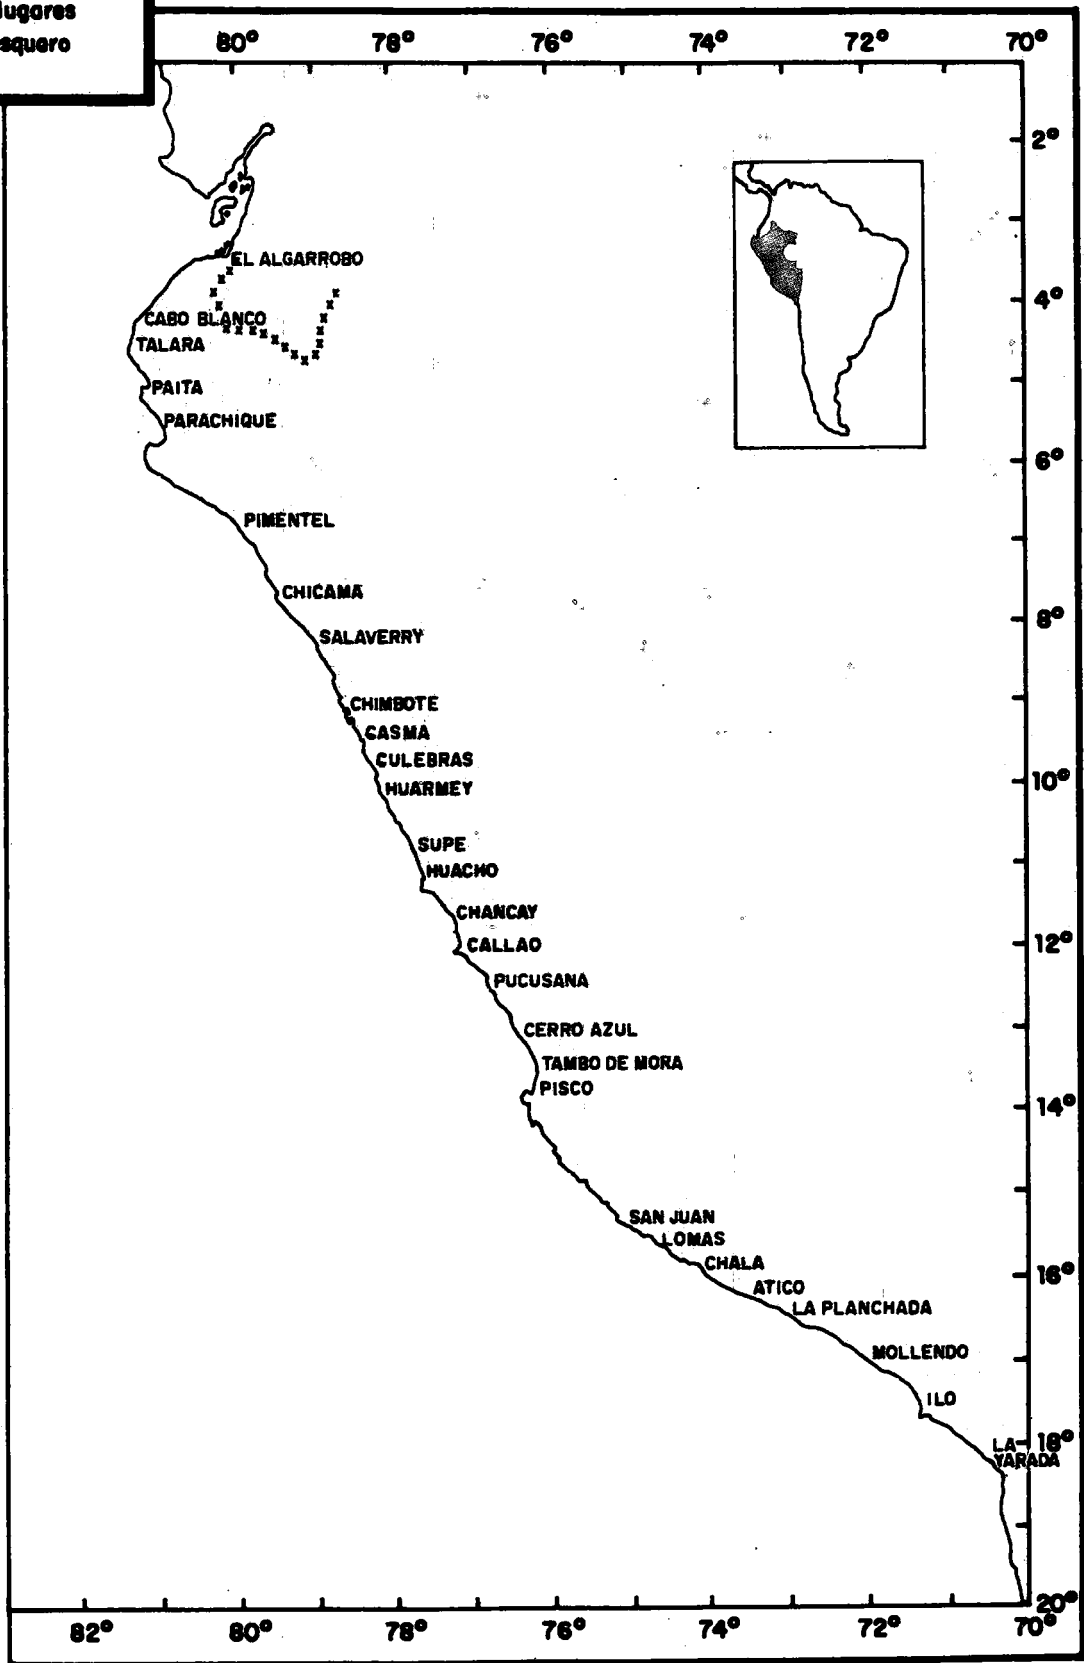 lugares
80° 78° 76° 74° 72° 70°
2°
EL ALGARROBO
4°
CABO BLANCO
TALARA
PAITA
PARACHIQUE
6°
PIMENTEL
CHICAMA
8°
SALAVERRY
CHIMBOTE
CASMA
CULEBRAS
10°
HUARMEY
SUPE
HUACHO
CHANCAY
12°
CALLAO
PUCUSANA
CERRO AZUL
TAMBO DE MORA
PISCO
14°
SAN JUAN
LOMAS
CHALA
16°
ATICO
LA PLANCHADA
MOLLENDO
ILO
18°
LA
YARADA
20°
82° 80° 78° 76° 74° 72° 70°